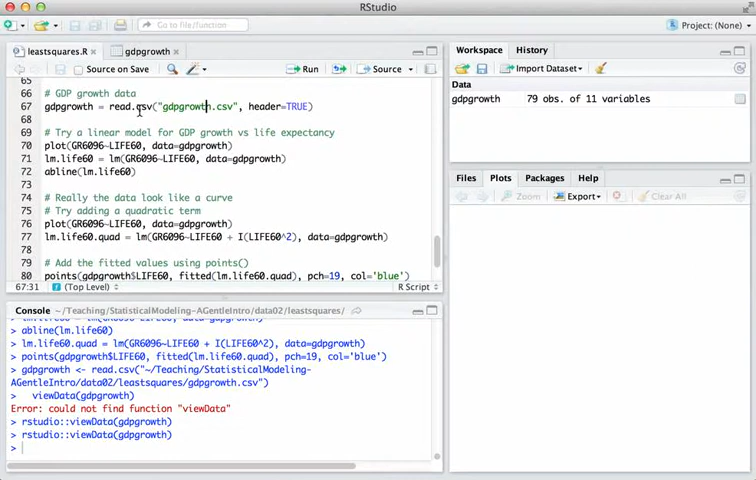 RStudio
Go to file/function
Project: (None)
leastsquares.R
gdpgrowth
Source on Save
Run
Source
65
66 # GDP growth data
67 gdpgrowth = read.csv("gdpgrowth.csv", header=TRUE)
68
69 # Try a linear model for GDP growth vs life expectancy
70 plot(GR6096~LIFE60, data=gdpgrowth)
71 lm.life60 = lm(GR6096~LIFE60, data=gdpgrowth)
72 abline(lm.life60)
73
74 # Really the data look like a curve
75 # Try adding a quadratic term
76 plot(GR6096~LIFE60, data=gdpgrowth)
77 lm.life60.quad = lm(GR6096~LIFE60 + I(LIFE60^2), data=gdpgrowth)
78
79 # Add the fitted values using points()
80 points(gdpgrowth$LIFE60, fitted(lm.life60.quad), pch=19, col='blue')
67:31 (Top Level) R Script
Console ~/Teaching/StatisticalModeling-AGentleIntro/data02/leastsquares/
lm.life60 = lm(GR6096~LIFE60, data=gdpgrowth)
> abline(lm.life60)
> lm.life60.quad = lm(GR6096~LIFE60 + I(LIFE60^2), data=gdpgrowth)
> points(gdpgrowth$LIFE60, fitted(lm.life60.quad), pch=19, col='blue')
> gdpgrowth <- read.csv("~/Teaching/StatisticalModeling-
AGentleIntro/data02/leastsquares/gdpgrowth.csv")
> viewData(gdpgrowth)
Error: could not find function "viewData"
> rstudio::viewData(gdpgrowth)
> rstudio::viewData(gdpgrowth)
>
Workspace History
Import Dataset
Data
gdpgrowth 79 obs. of 11 variables
Files Plots Packages Help
Zoom Export Clear All